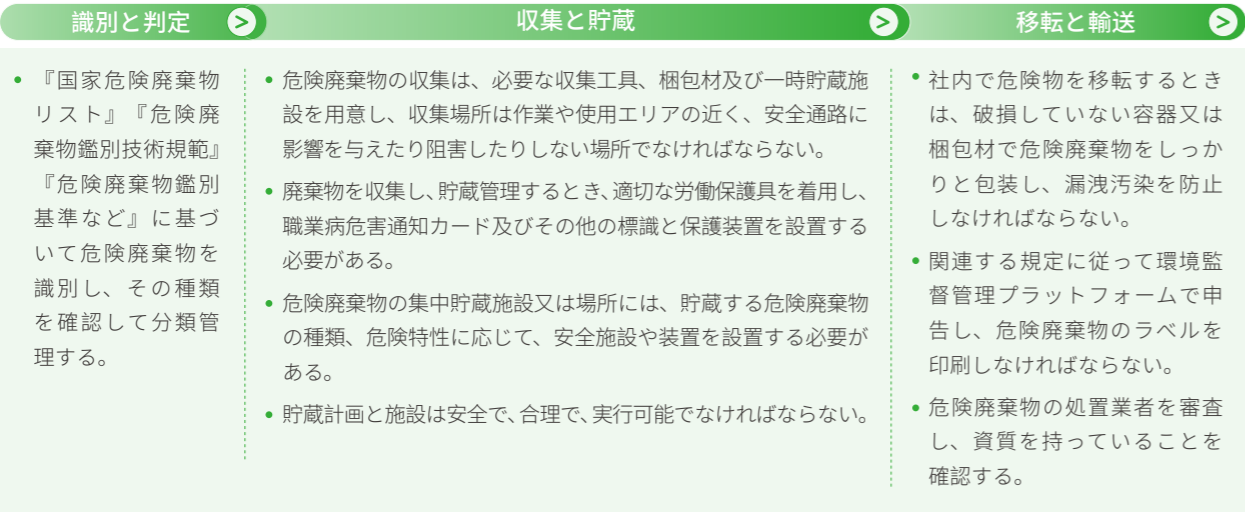 識別と判定
収集と貯蔵
移転と輸送
• 『国家危険廃棄物
リスト』『危険廃
棄物鑑別技術規範』
『危険廃棄物鑑別
基準など』に基づ
いて危険廃棄物を
識別し、その種類
を確認して分類管
理する。
• 危険廃棄物の収集は、必要な収集工具、梱包材及び一時貯蔵施
設を用意し、収集場所は作業や使用エリアの近く、安全通路に
影響を与えたり阻害したりしない場所でなければならない。
• 廃棄物を収集し、貯蔵管理するとき、適切な労働保護具を着用し、
職業病危害通知カード及びその他の標識と保護装置を設置する
必要がある。
• 危険廃棄物の集中貯蔵施設又は場所には、貯蔵する危険廃棄物
の種類、危険特性に応じて、安全施設や装置を設置する必要が
ある。
• 貯蔵計画と施設は安全で、合理で、実行可能でなければならない。
• 社内で危険物を移転するとき
は、破損していない容器又は
梱包材で危険廃棄物をしっか
りと包装し、漏洩汚染を防止
しなければならない。
• 関連する規定に従って環境監
督管理プラットフォームで申
告し、危険廃棄物のラベルを
印刷しなければならない。
• 危険廃棄物の処置業者を審査
し、資質を持っていることを
確認する。